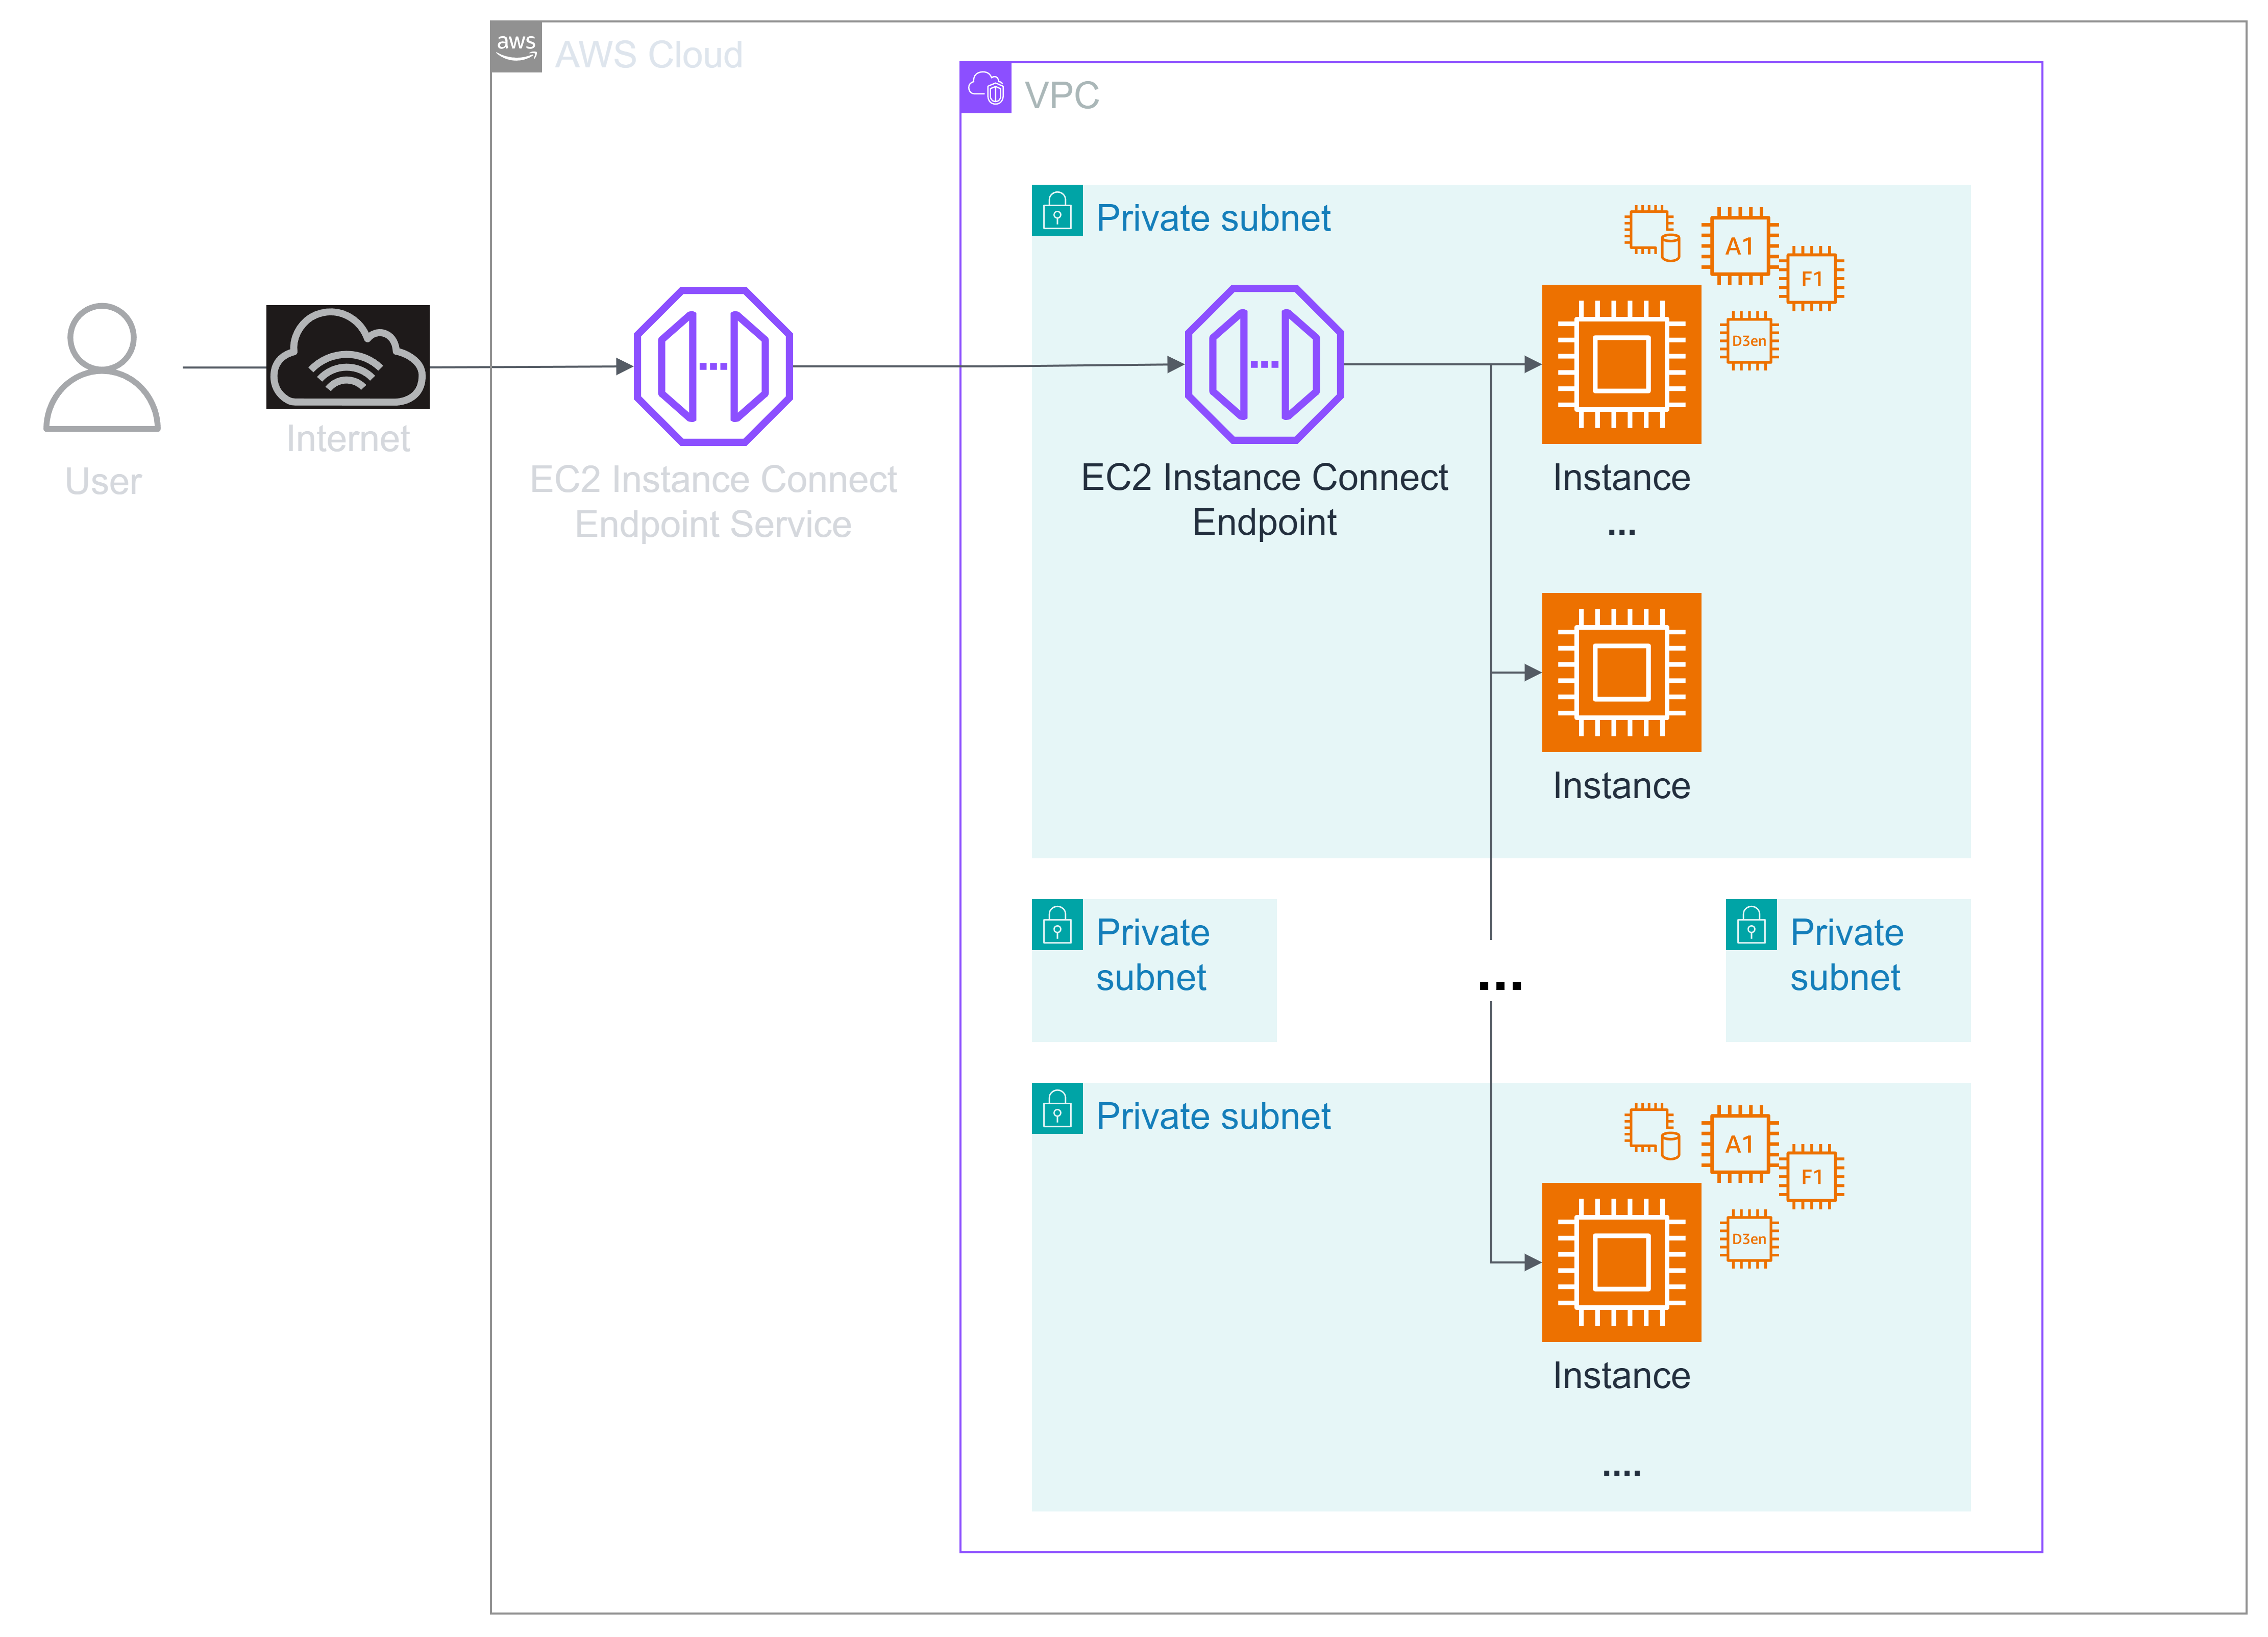 aws
AWS Cloud
VPC
Private subnet
A1
F1
D3en
Internet
User
EC2 Instance Connect
Endpoint Service
EC2 Instance Connect
Endpoint
Instance
...
Instance
Private
subnet
...
Private
subnet
Private subnet
A1
F1
D3en
Instance
....